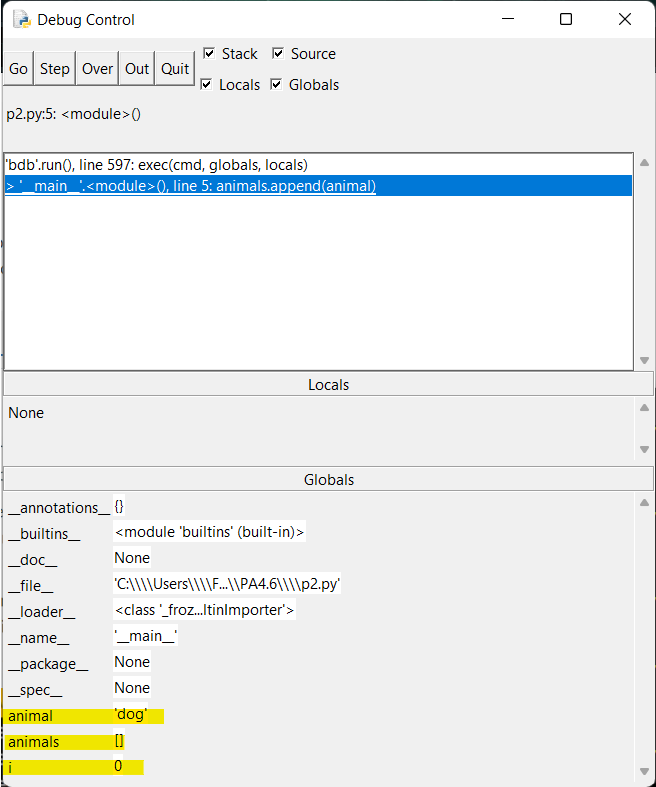 Debug Control
Go Step Over Out Quit Stack Source
Locals Globals
p2.py:5: <module>()
'bdb'.run(), line 597: exec(cmd, globals, locals)
> '__main__'.<module>(), line 5: animals.append(animal)
Locals
None
Globals
__annotations__ {}
__builtins__ <module 'builtins' (built-in)>
__doc__ None
__file__ 'C:\\\\Users\\\\F...\\PA4.6\\\\p2.py'
__loader__ <class '_froz...ltinImporter'>
__name__ '__main__'
__package__ None
__spec__ None
animal 'dog'
animals []
i 0